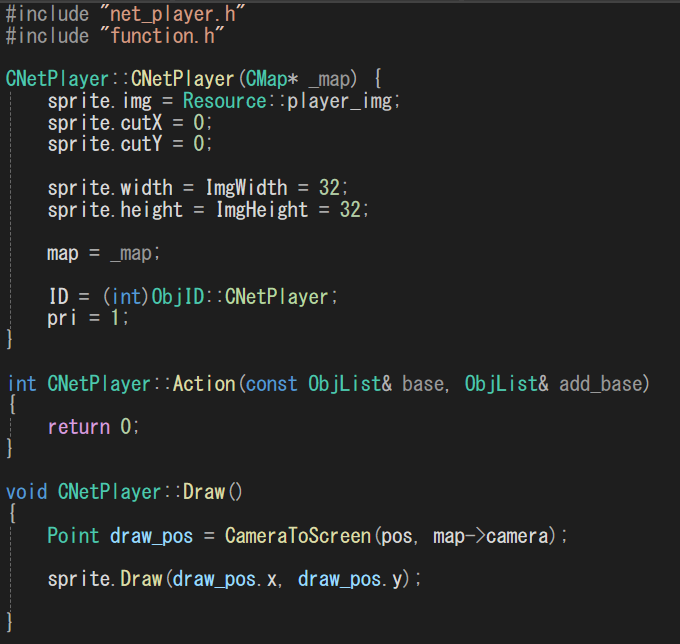 #include "net_player.h"
#include "function.h"
CNetPlayer::CNetPlayer(CMap* _map) {
sprite.img = Resource::player_img;
sprite.cutX = 0;
sprite.cutY = 0;
sprite.width = ImgWidth = 32;
sprite.height = ImgHeight = 32;
map = _map;
ID = (int)ObjID::CNetPlayer;
pri = 1;
}
int CNetPlayer::Action(const ObjList& base, ObjList& add_base)
{
return 0;
}
void CNetPlayer::Draw()
{
Point draw_pos = CameraToScreen(pos, map->camera);
sprite.Draw(draw_pos.x, draw_pos.y);
}